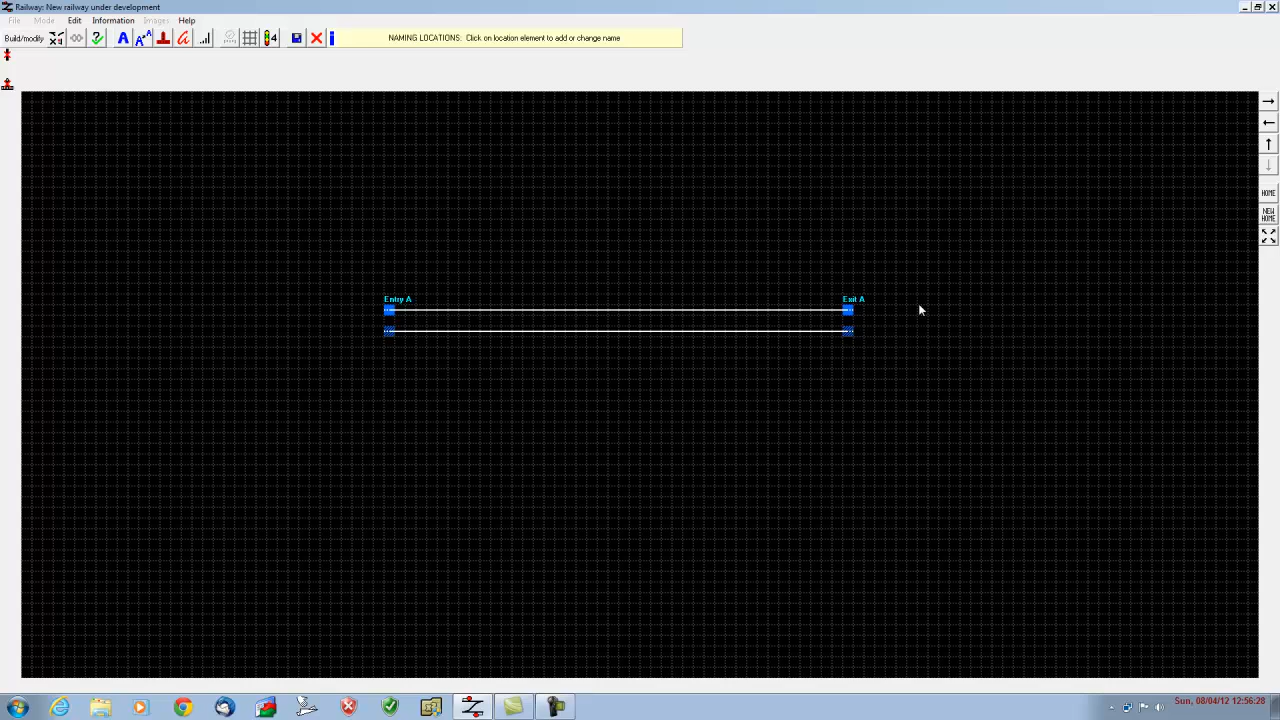 Railway: New railway under development
File Mode Edit Information Images Help
Build/modify A A 4 NAMING LOCATIONS: Click on location element to add or change name
HOME
NEW HOME
Entry A Exit A
Sun, 08/04/12 12:56:28